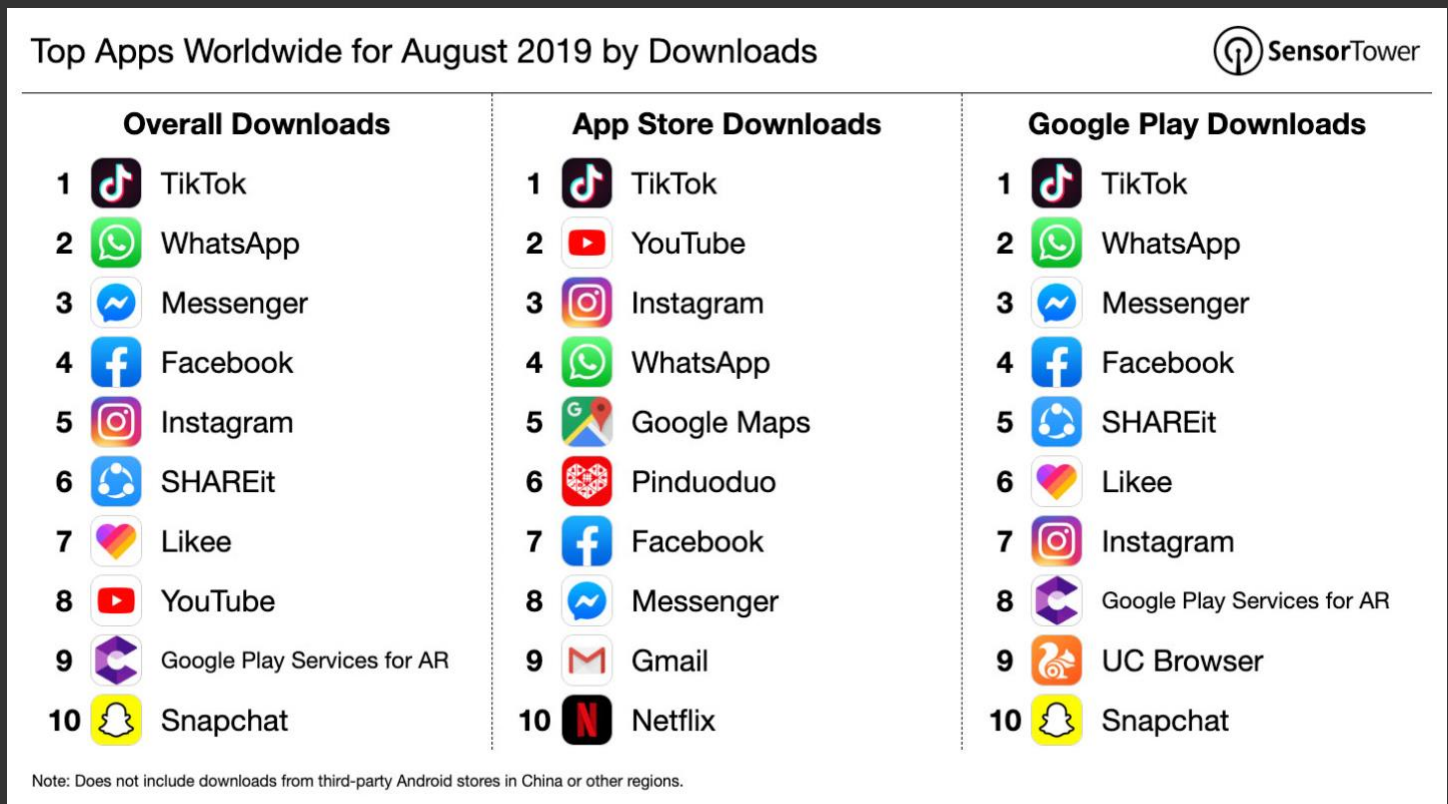 Top Apps Worldwide for August 2019 by Downloads
SensorTower
Overall Downloads
1 TikTok
2 WhatsApp
3 Messenger
4 Facebook
5 Instagram
6 SHAREit
7 Likee
8 YouTube
9 Google Play Services for AR
10 Snapchat
App Store Downloads
1 TikTok
2 YouTube
3 Instagram
4 WhatsApp
5 Google Maps
6 Pinduoduo
7 Facebook
8 Messenger
9 Gmail
10 Netflix
Google Play Downloads
1 TikTok
2 WhatsApp
3 Messenger
4 Facebook
5 SHAREit
6 Likee
7 Instagram
8 Google Play Services for AR
9 UC Browser
10 Snapchat
Note: Does not include downloads from third-party Android stores in China or other regions.